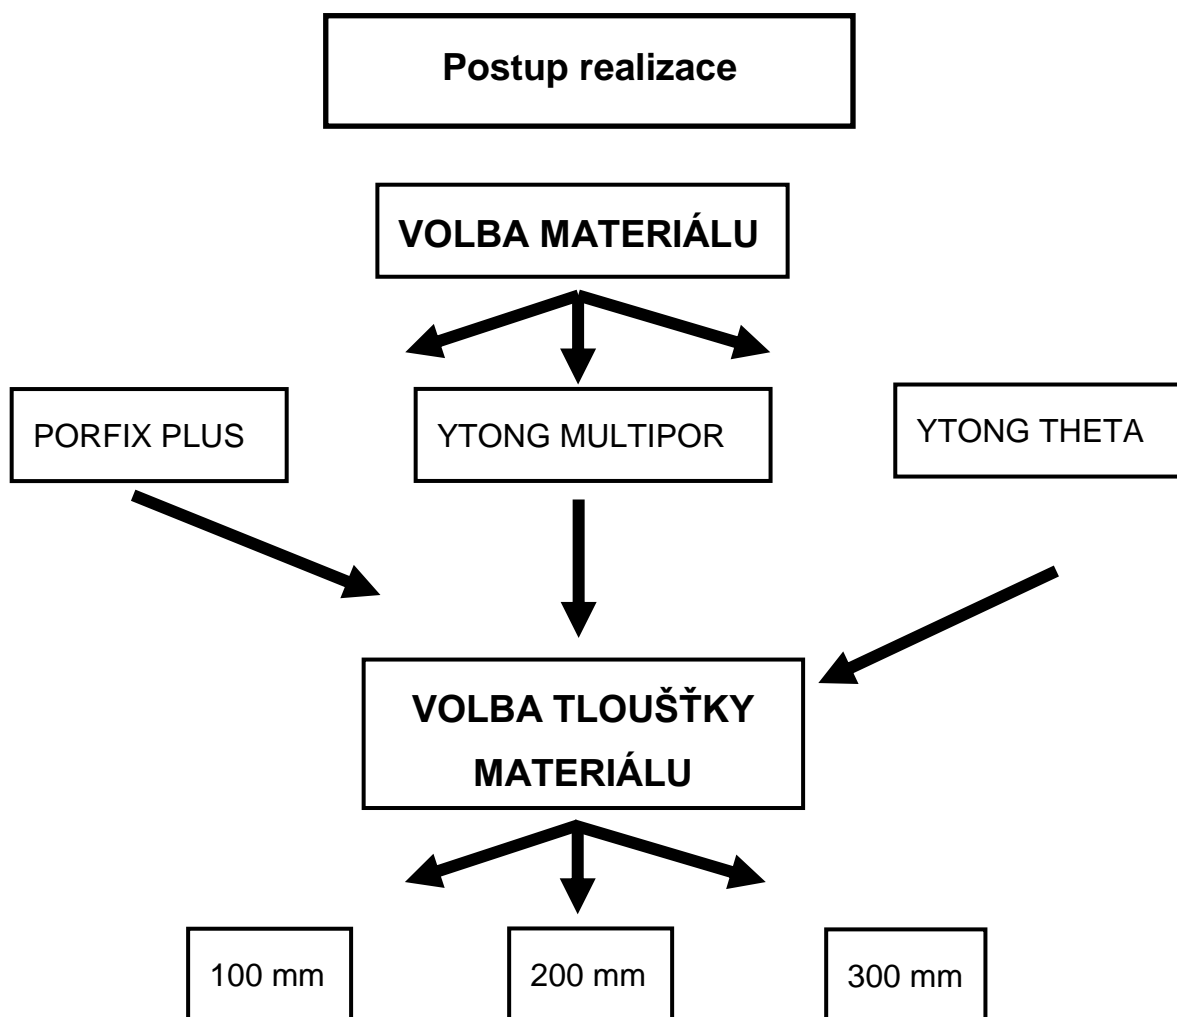 Postup realizace
VOLBA MATERIÁLU
PORFIX PLUS
YTONG MULTIPOR
YTONG THETA
VOLBA TLOUŠŤKY
MATERIÁLU
100 mm
200 mm
300 mm